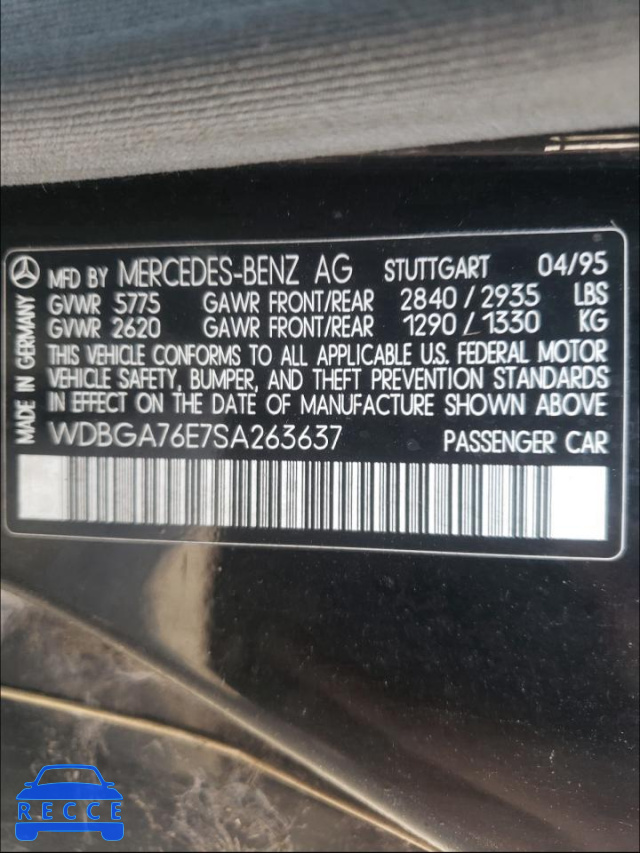 MFD BY MERCEDES-BENZ AG STUTTGART 04/95
GVWR 5775 GAWR FRONT/REAR 2840/2935 LBS
GVWR 2620 GAWR FRONT/REAR 1290/1330 KG
THIS VEHICLE CONFORMS TO ALL APPLICABLE U.S. FEDERAL MOTOR
VEHICLE SAFETY, BUMPER, AND THEFT PREVENTION STANDARDS
IN EFFECT ON THE DATE OF MANUFACTURE SHOWN ABOVE
WDBGA76E7SA263637 PASSENGER CAR
MADE IN GERMANY
RECCE